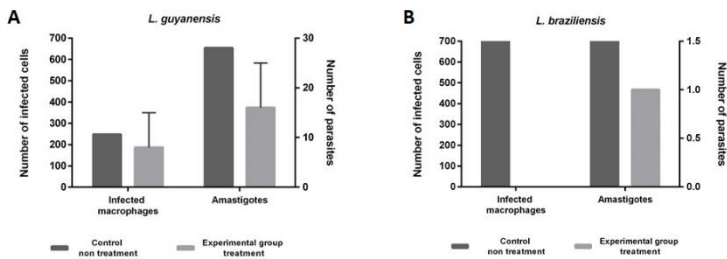 A
L. guyanensis
Number of infected cells
700
600
500
400
300
200
100
0
30
20
10
0
Number of parasites
Infected
macrophages
Amastigotes
Control
non treatment
Experimental group
treatment
B
L. braziliensis
Number of infected cells
700
600
500
400
300
200
100
0
1.5
1.0
0.5
0.0
Number of parasites
Infected
macrophages
Amastigotes
Control
non treatment
Experimental group
treatment